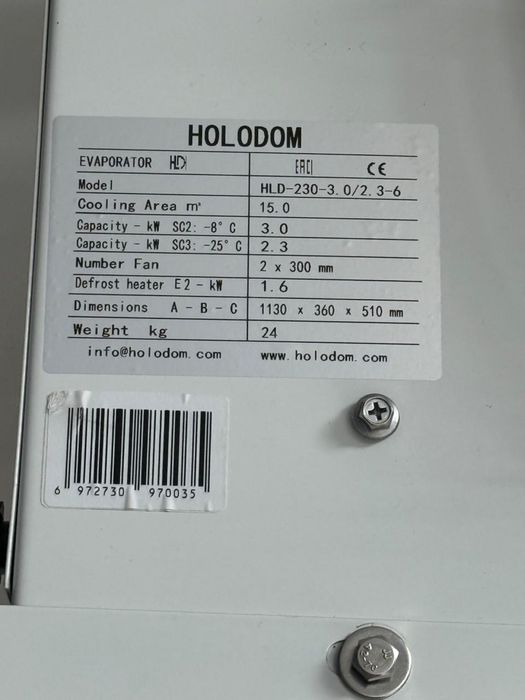 HOLODOM
EVAPORATOR HLD EAC CE
Model HLD-230-3.0/2.3-6
Cooling Area m² 15.0
Capacity - kW SC2: -8° C 3.0
Capacity - kW SC3: -25° C 2.3
Number Fan 2 x 300 mm
Defrost heater E2 - kW 1.6
Dimensions A - B - C 1130 x 360 x 510 mm
Weight kg 24
info@holodom.com www.holodom.com
6 972730 970035